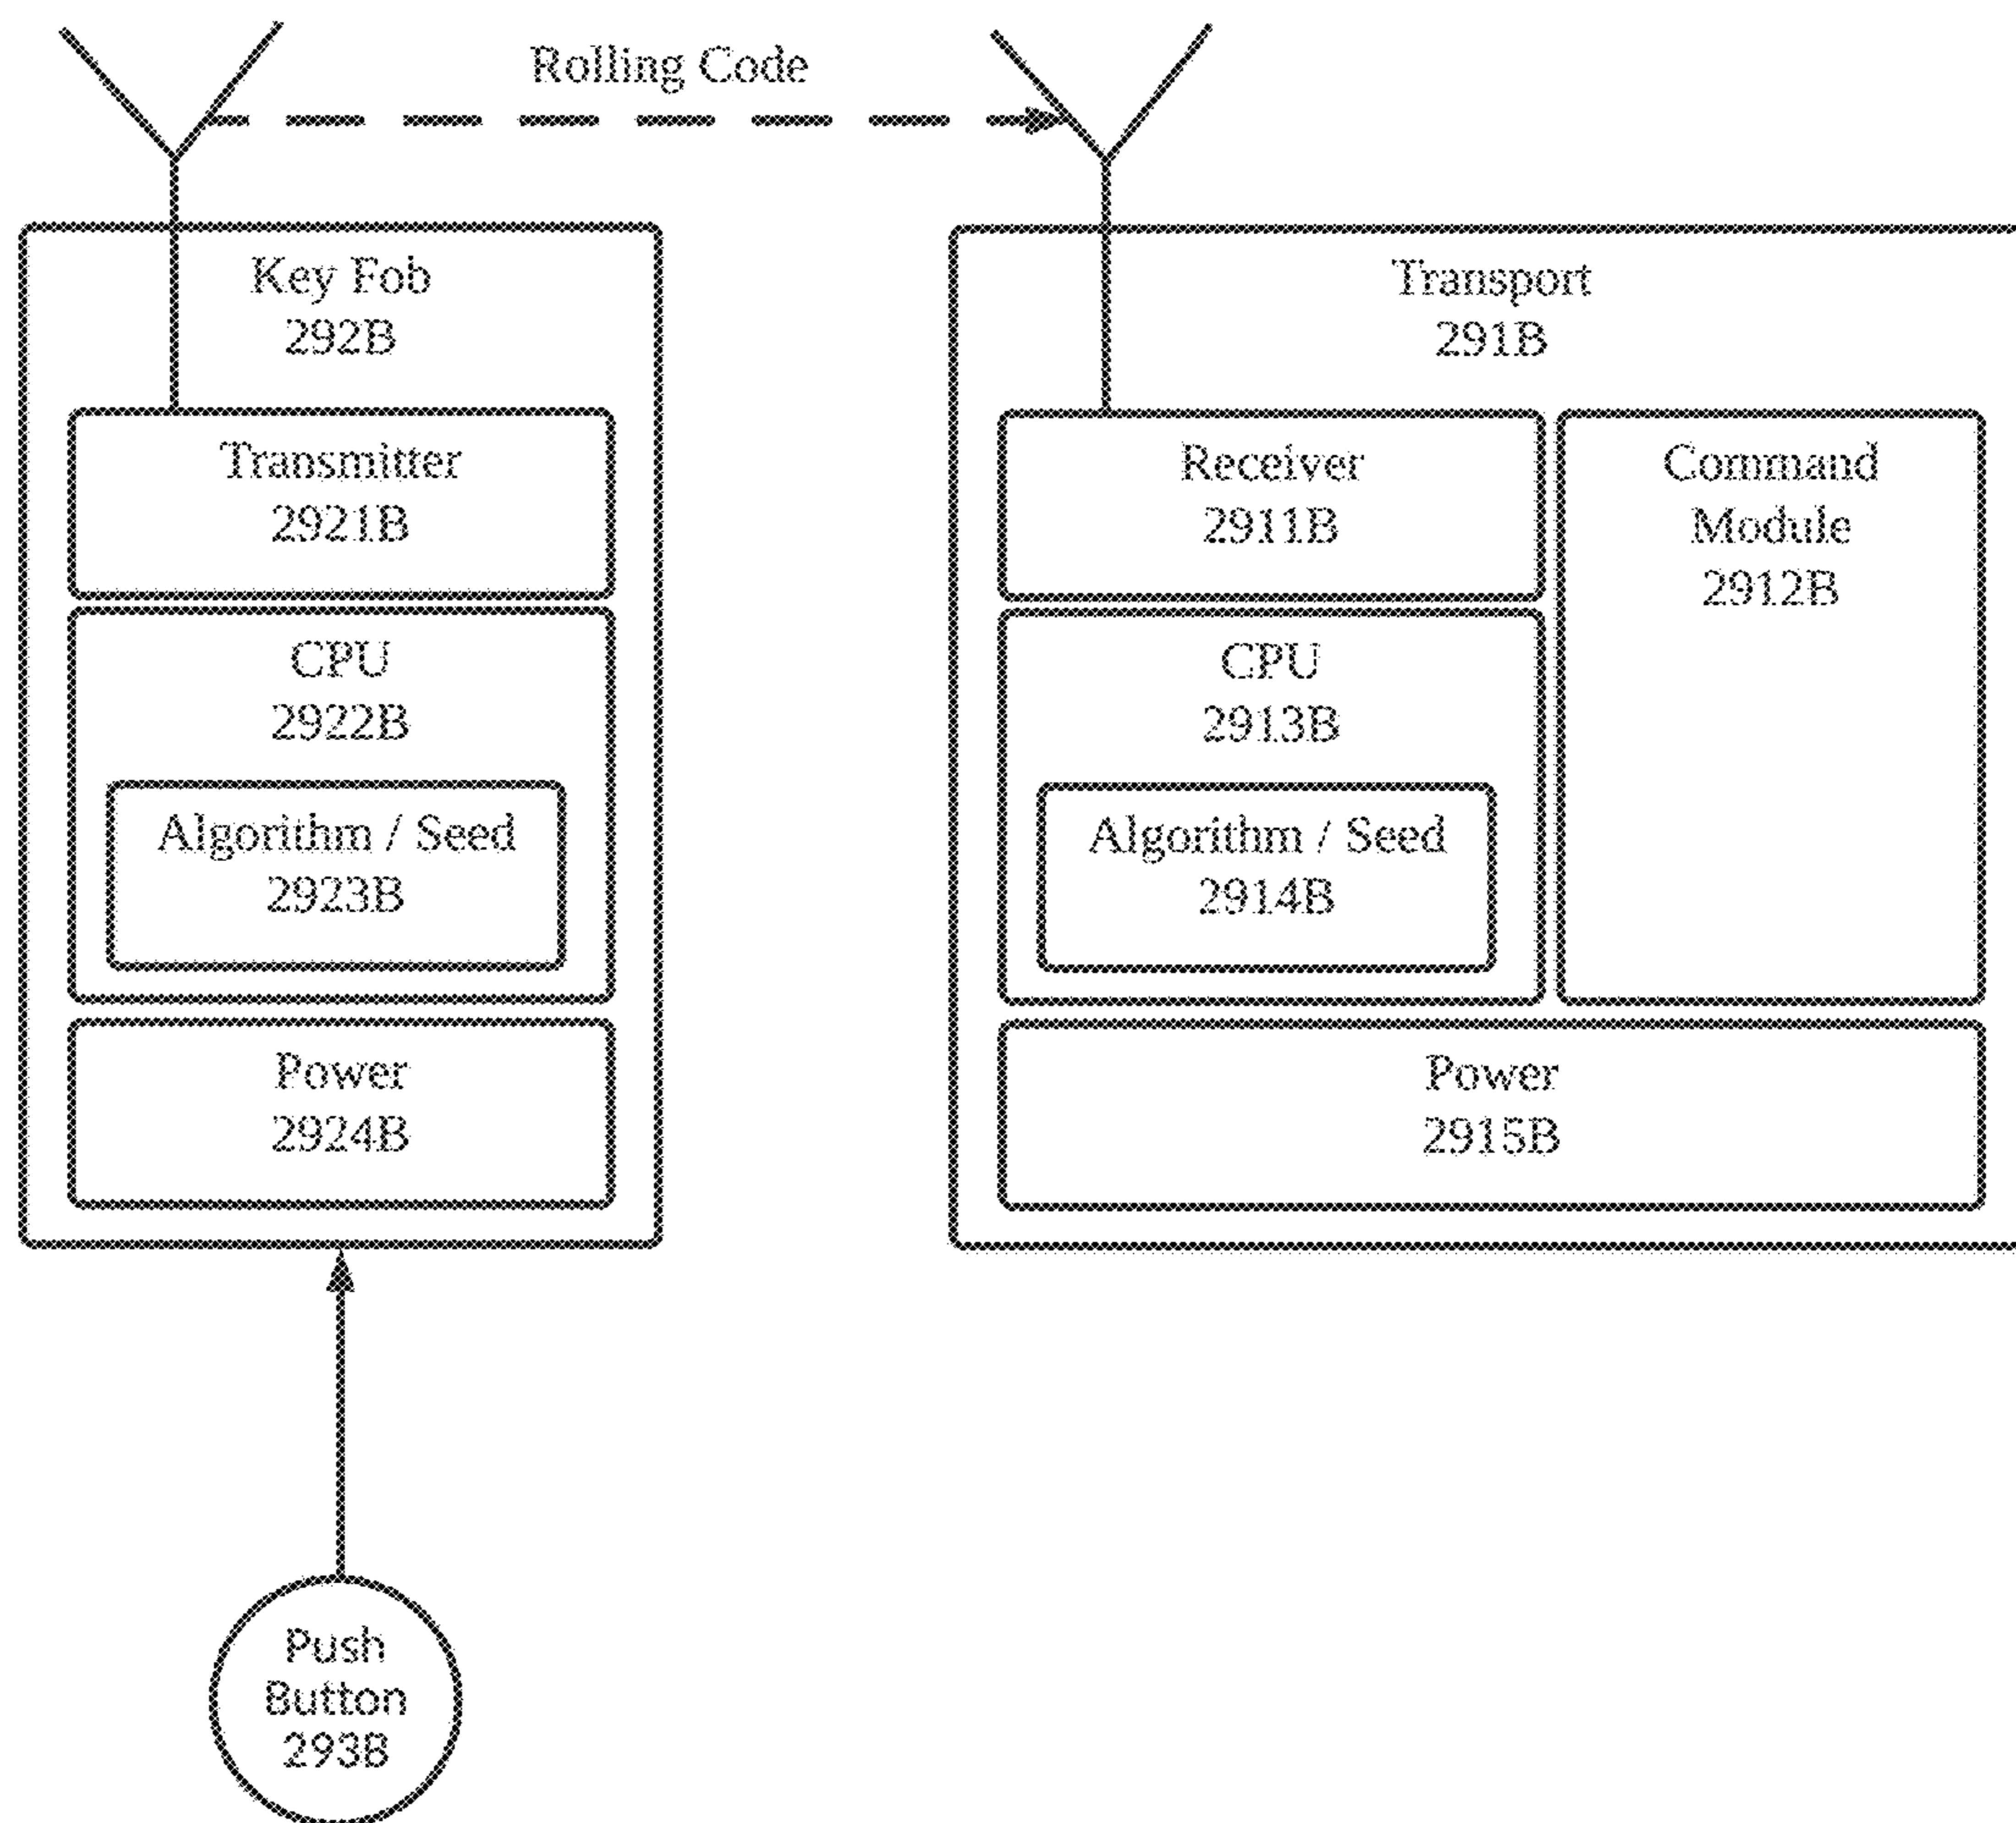 Rolling Code
Key Fob
292B
Transmitter
2921B
CPU
2922B
Algorithm / Seed
2923B
Power
2924B
Push
Button
293B
Transport
291B
Receiver
2911B
Command
Module
2912B
CPU
2913B
Algorithm / Seed
2914B
Power
2915B